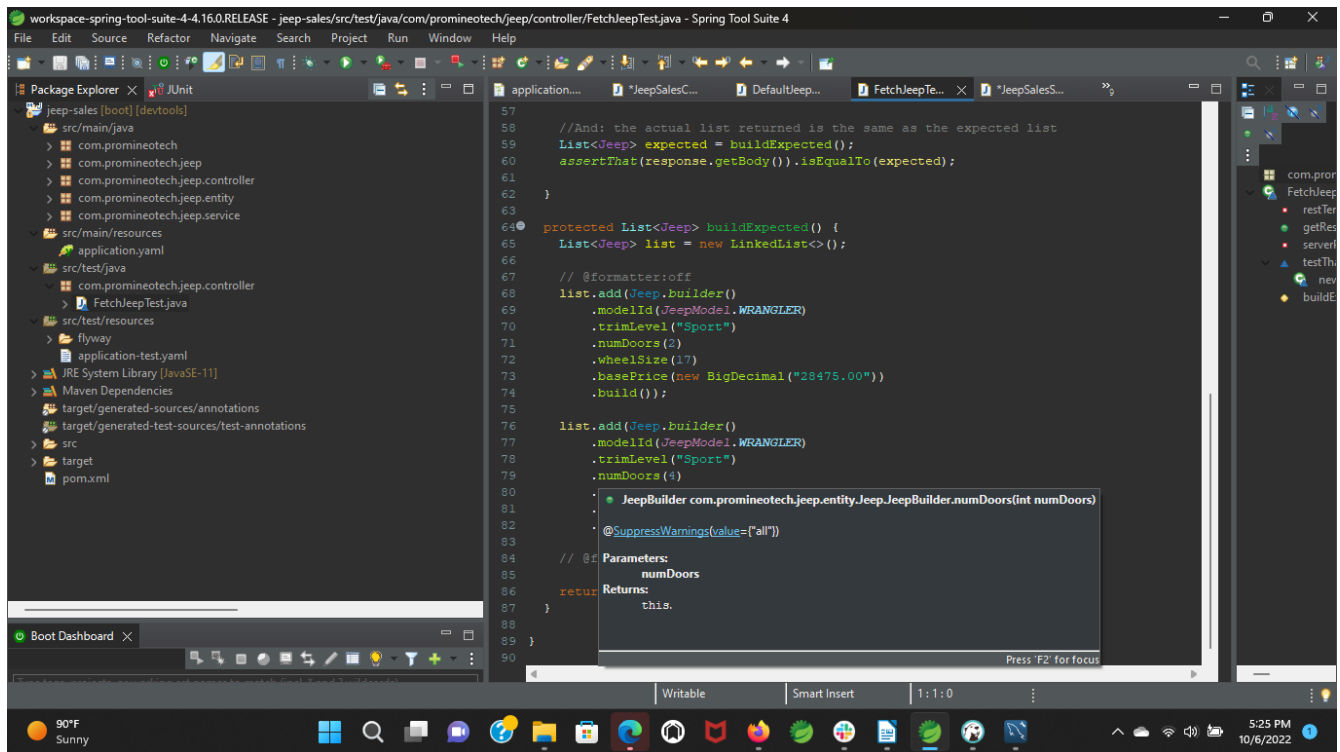 workspace-spring-tool-suite-4-4.16.0.RELEASE - jeep-sales/src/test/java/com/promineotech/jeep/controller/FetchJeepTest.java - Spring Tool Suite 4
File Edit Source Refactor Navigate Search Project Run Window Help
Package Explorer JUnit
jeep-sales [boot] [devtools]
src/main/java
com.promineotech
com.promineotech.jeep
com.promineotech.jeep.controller
com.promineotech.jeep.entity
com.promineotech.jeep.service
src/main/resources
application.yaml
src/test/java
com.promineotech.jeep.controller
FetchJeepTest.java
src/test/resources
flyway
application-test.yaml
JRE System Library [JavaSE-11]
Maven Dependencies
target/generated-sources/annotations
target/generated-test-sources/test-annotations
src
target
pom.xml
Boot Dashboard
application.... *JeepSalesC... DefaultJeep... FetchJeepTe... *JeepSalesS... »9
57
58 //And: the actual list returned is the same as the expected list
59 List<Jeep> expected = buildExpected();
60 assertThat(response.getBody()).isEqualTo(expected);
61
62 }
63
64 protected List<Jeep> buildExpected() {
65 List<Jeep> list = new LinkedList<>();
66
67 // @formatter:off
68 list.add(Jeep.builder()
69 .modelId(JeepModel.WRANGLER)
70 .trimLevel("Sport")
71 .numDoors(2)
72 .wheelSize(17)
73 .basePrice(new BigDecimal("28475.00"))
74 .build());
75
76 list.add(Jeep.builder()
77 .modelId(JeepModel.WRANGLER)
78 .trimLevel("Sport")
79 .numDoors(4)
80 .
81 .
82 .
83
84 // @f
85
86 retur
87 }
88
89 }
90
JeepBuilder com.promineotech.jeep.entity.Jeep.JeepBuilder.numDoors(int numDoors)
@SuppressWarnings(value={"all"})
Parameters:
numDoors
Returns:
this.
Press 'F2' for focus
com.pron
FetchJeep
restTer
getRes
serverP
testTha
new
buildE
Writable Smart Insert 1 : 1 : 0
90°F
Sunny
5:25 PM
10/6/2022
1